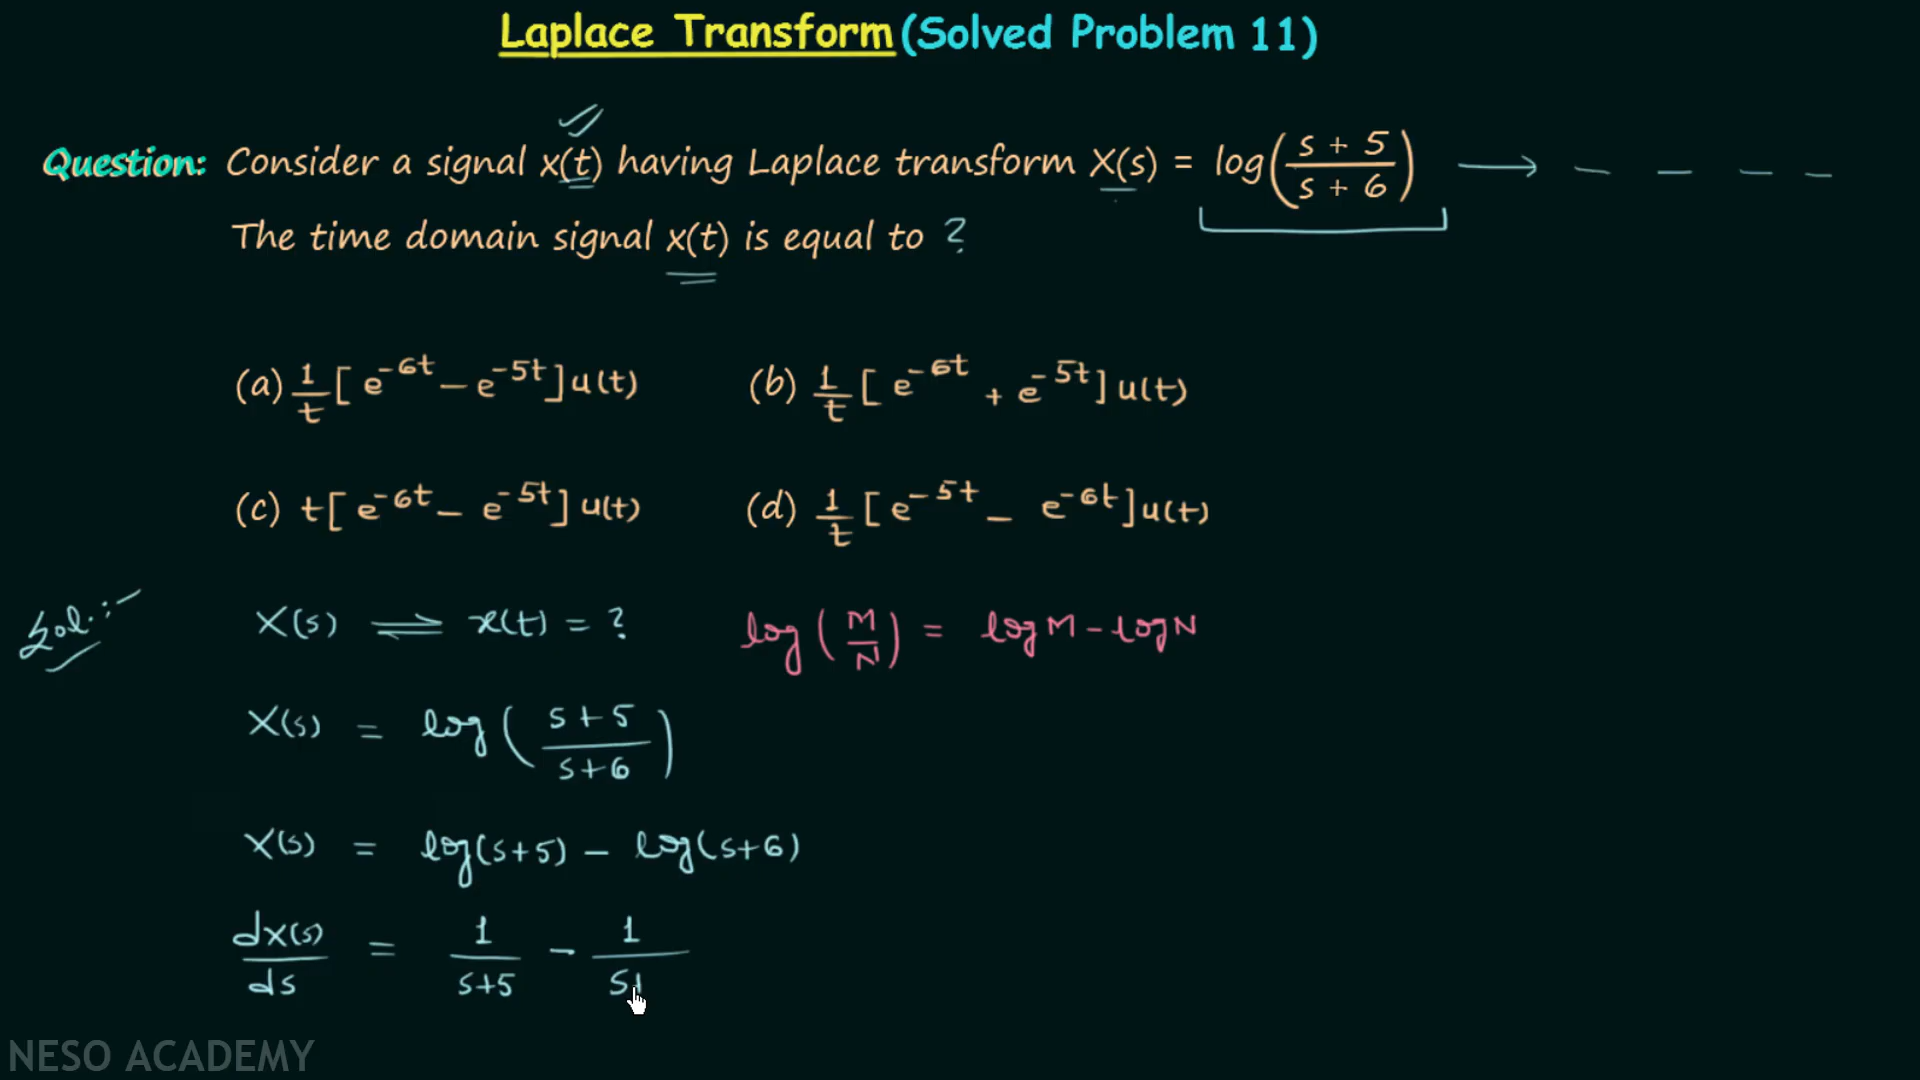 Laplace Transform (Solved Problem 11)
Question: Consider a signal x(t) having Laplace transform X(s) = log((s + 5)/(s + 6))
The time domain signal x(t) is equal to ?
(a) 1/t [e^-6t - e^-5t]u(t) (b) 1/t [e^-6t + e^-5t]u(t)
(c) t[e^-6t - e^-5t]u(t) (d) 1/t [e^-5t - e^-6t]u(t)
Sol.:- X(s) ⇌ x(t) = ? log(M/N) = log M - log N
X(s) = log((s+5)/(s+6))
X(s) = log(s+5) - log(s+6)
dX(s)/ds = 1/(s+5) - 1/(s+
NESO ACADEMY